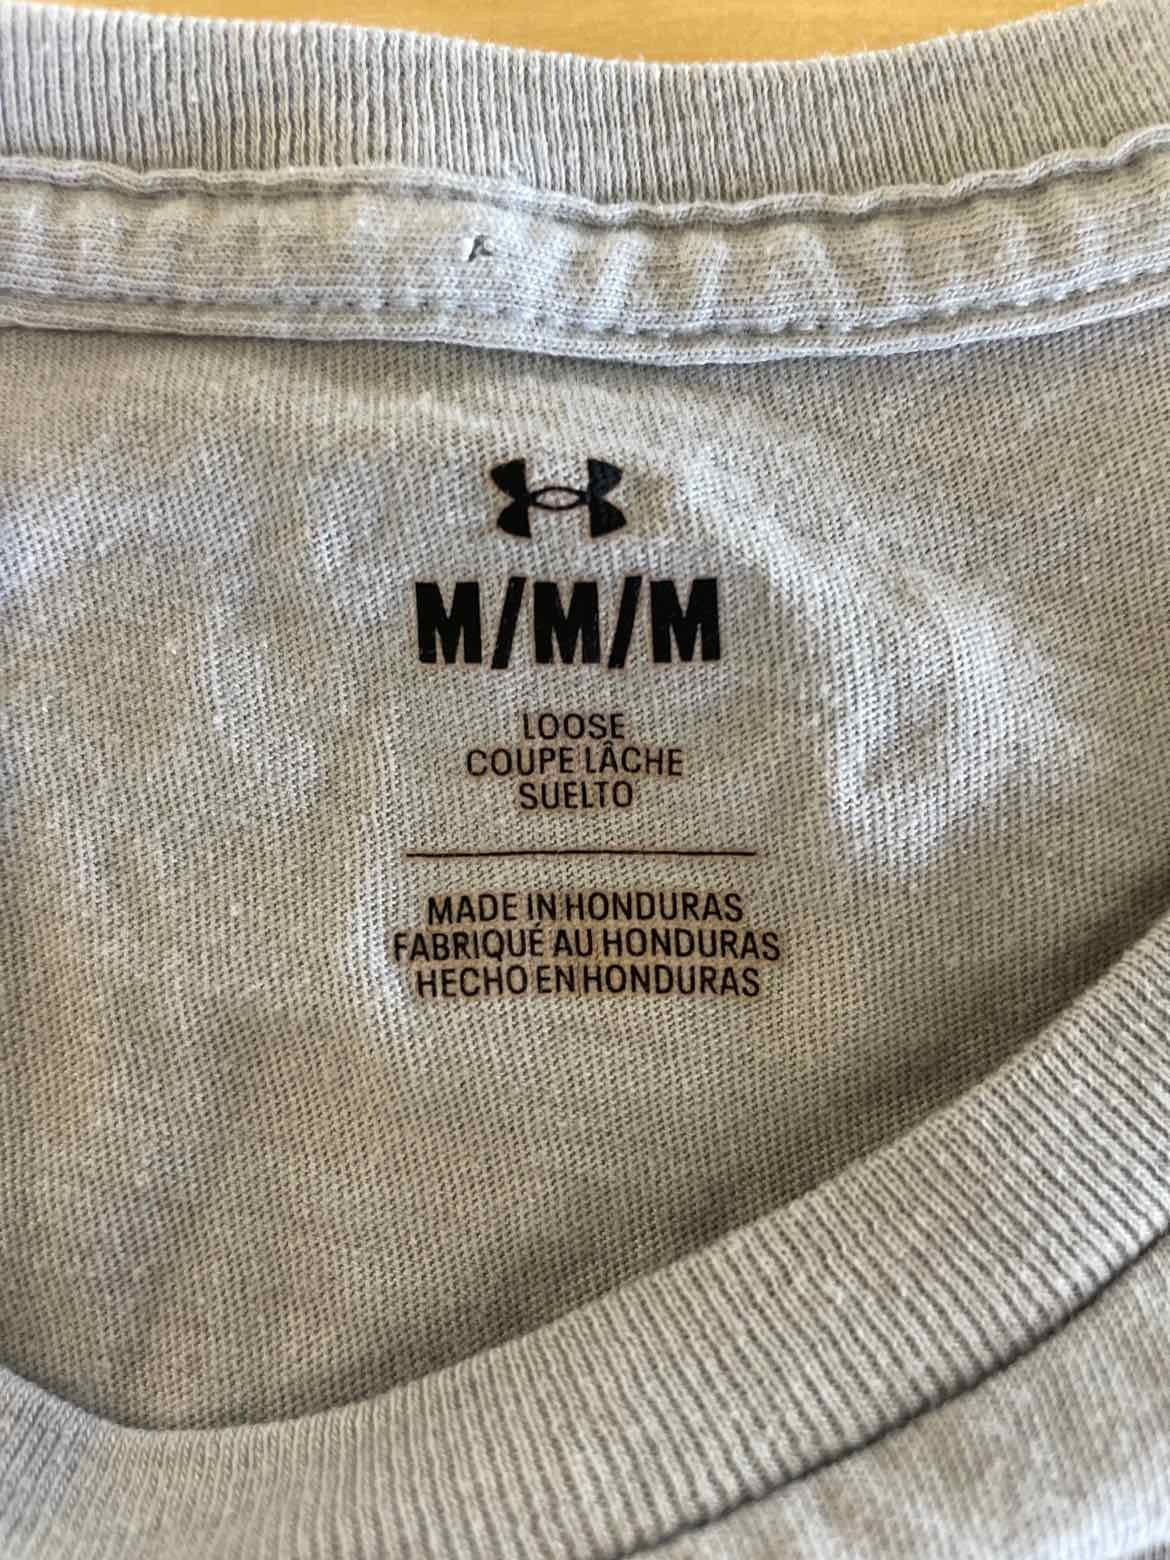 M/M/M
LOOSE
COUPE LÂCHE
SUELTO
MADE IN HONDURAS
FABRIQUÉ AU HONDURAS
HECHO EN HONDURAS